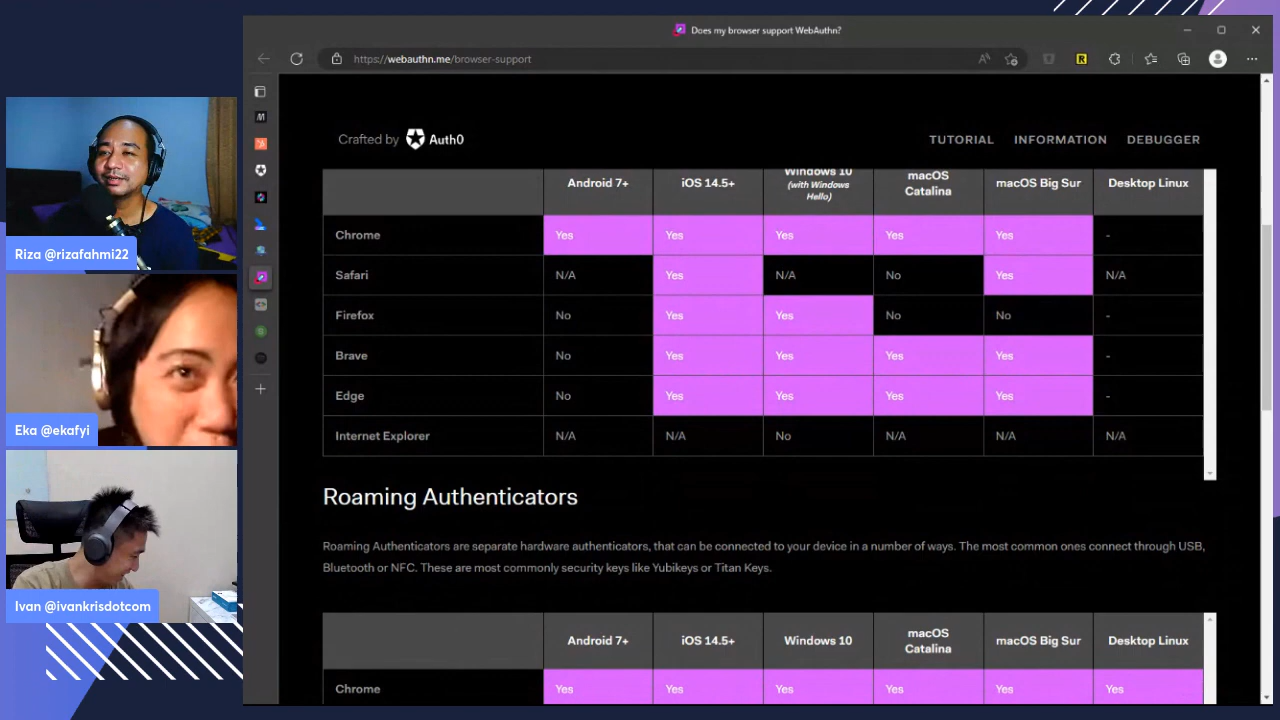 Does my browser support WebAuthn?
https://webauthn.me/browser-support
Crafted by Auth0
TUTORIAL INFORMATION DEBUGGER
Android 7+ iOS 14.5+ Windows 10 (with Windows Hello) macOS Catalina macOS Big Sur Desktop Linux
Chrome Yes Yes Yes Yes Yes -
Safari N/A Yes N/A No Yes N/A
Firefox No Yes Yes No No -
Brave No Yes Yes Yes Yes -
Edge No Yes Yes Yes Yes -
Internet Explorer N/A N/A No N/A N/A N/A
Roaming Authenticators
Roaming Authenticators are separate hardware authenticators, that can be connected to your device in a number of ways. The most common ones connect through USB,
Bluetooth or NFC. These are most commonly security keys like Yubikeys or Titan Keys.
Android 7+ iOS 14.5+ Windows 10 macOS Catalina macOS Big Sur Desktop Linux
Chrome Yes Yes Yes Yes Yes Yes
Riza @rizafahmi22
Eka @ekafyi
Ivan @ivankrisdotcom